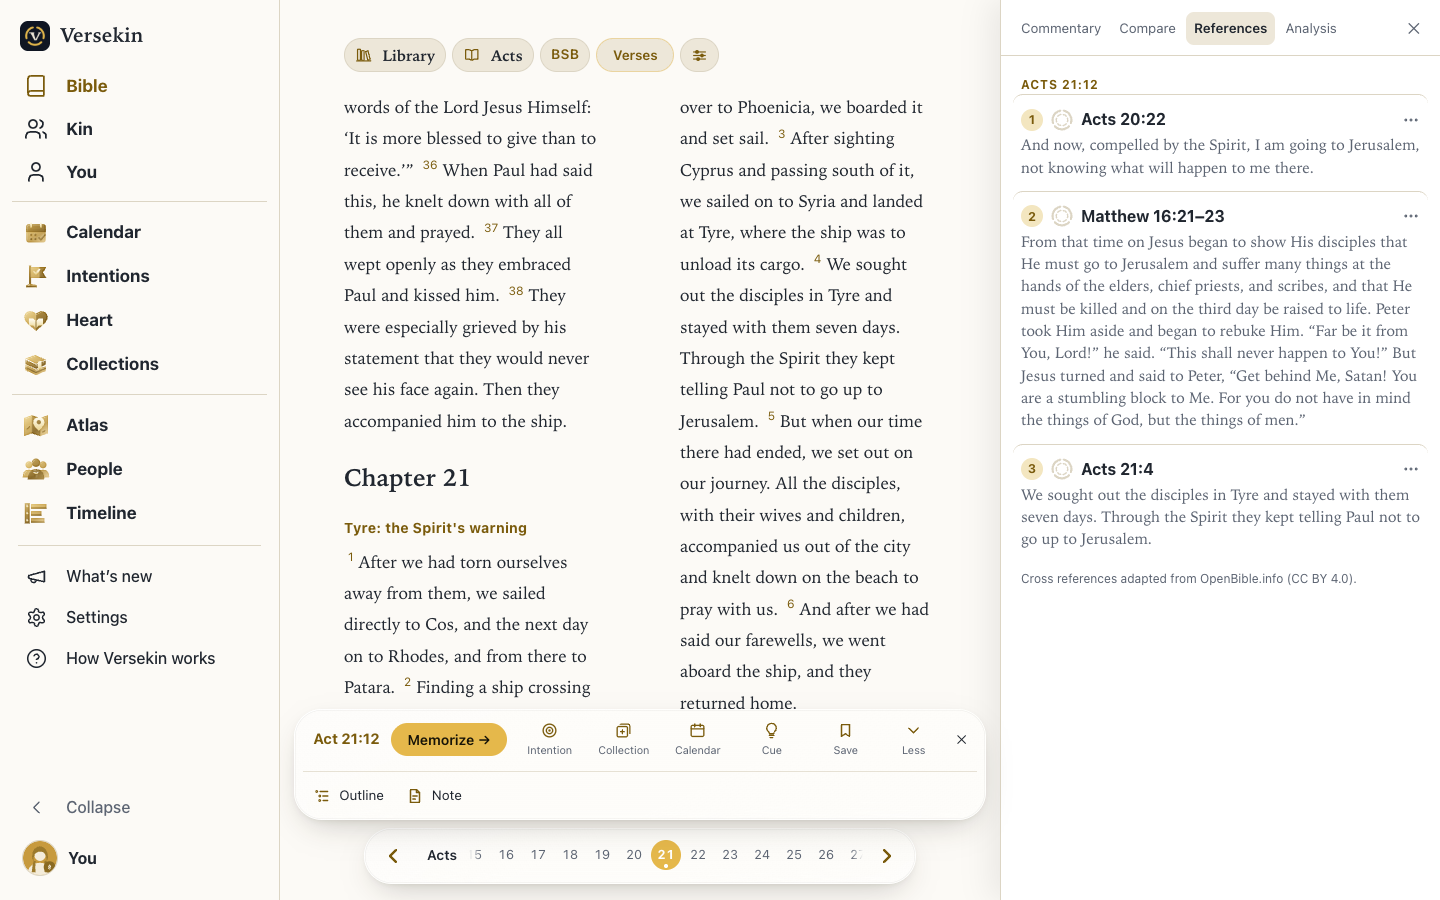 Versekin
Bible
Kin
You
Calendar
Intentions
Heart
Collections
Atlas
People
Timeline
What's new
Settings
How Versekin works
Collapse
You
Library
Acts
BSB
Verses
words of the Lord Jesus Himself:
‘It is more blessed to give than to
receive.’” 36 When Paul had said
this, he knelt down with all of
them and prayed. 37 They all
wept openly as they embraced
Paul and kissed him. 38 They
were especially grieved by his
statement that they would never
see his face again. Then they
accompanied him to the ship.
Chapter 21
Tyre: the Spirit's warning
1 After we had torn ourselves
away from them, we sailed
directly to Cos, and the next day
on to Rhodes, and from there to
Patara. 2 Finding a ship crossing
over to Phoenicia, we boarded it
and set sail. 3 After sighting
Cyprus and passing south of it,
we sailed on to Syria and landed
at Tyre, where the ship was to
unload its cargo. 4 We sought
out the disciples in Tyre and
stayed with them seven days.
Through the Spirit they kept
telling Paul not to go up to
Jerusalem. 5 But when our time
there had ended, we set out on
our journey. All the disciples,
with their wives and children,
accompanied us out of the city
and knelt down on the beach to
pray with us. 6 And after we had
said our farewells, we went
aboard the ship, and they
returned home.
Act 21:12
Memorize →
Intention
Collection
Calendar
Cue
Save
Less
Outline
Note
Acts 15 16 17 18 19 20 21 22 23 24 25 26 27
Commentary
Compare
References
Analysis
ACTS 21:12
1 Acts 20:22
And now, compelled by the Spirit, I am going to Jerusalem,
not knowing what will happen to me there.
2 Matthew 16:21–23
From that time on Jesus began to show His disciples that
He must go to Jerusalem and suffer many things at the
hands of the elders, chief priests, and scribes, and that He
must be killed and on the third day be raised to life. Peter
took Him aside and began to rebuke Him. “Far be it from
You, Lord!” he said. “This shall never happen to You!” But
Jesus turned and said to Peter, “Get behind Me, Satan! You
are a stumbling block to Me. For you do not have in mind
the things of God, but the things of men.”
3 Acts 21:4
We sought out the disciples in Tyre and stayed with them
seven days. Through the Spirit they kept telling Paul not to
go up to Jerusalem.
Cross references adapted from OpenBible.info (CC BY 4.0).